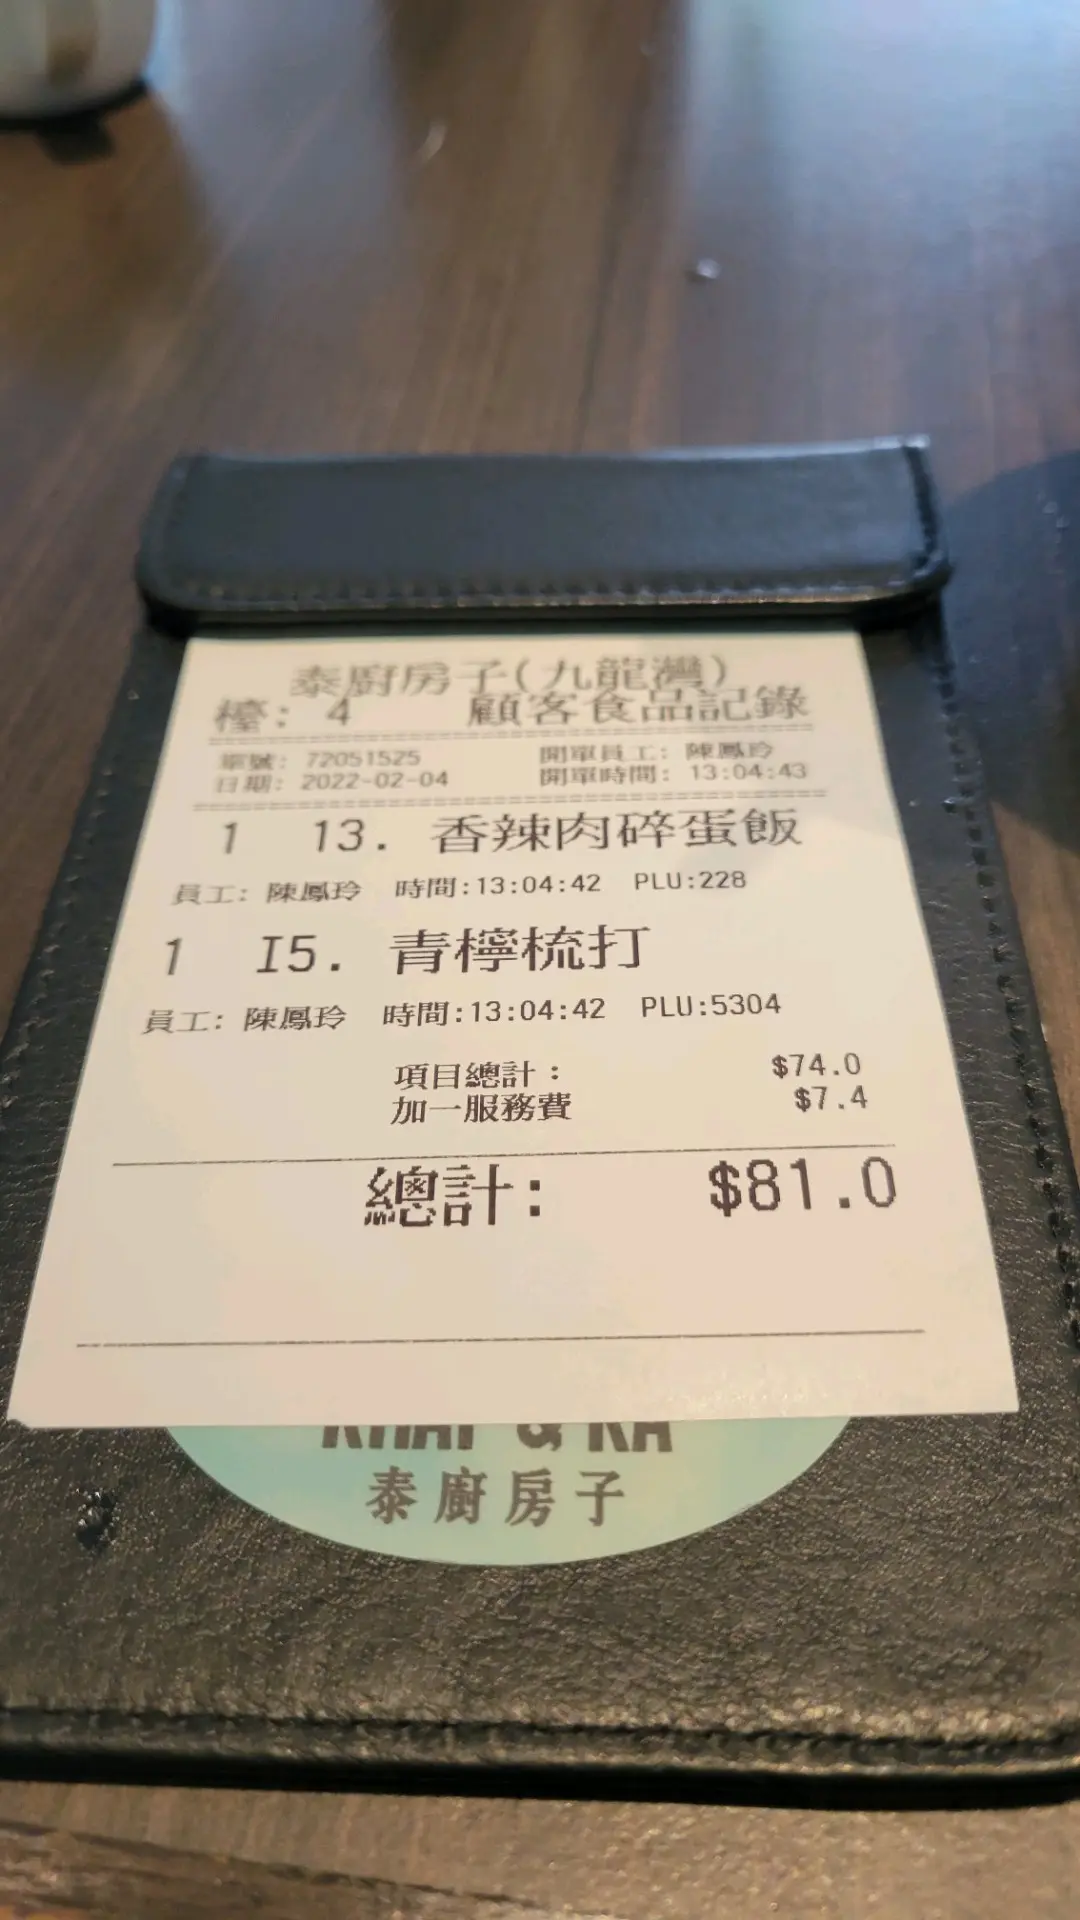 泰廚房子(九龍灣)
檯: 4 顧客食品記錄
單號: 72051525 開單員工: 陳鳳玲
日期: 2022-02-04 開單時間: 13:04:43
1 13. 香辣肉碎蛋飯
員工: 陳鳳玲 時間:13:04:42 PLU:228
1 I5. 青檸梳打
員工: 陳鳳玲 時間:13:04:42 PLU:5304
項目總計: $74.0
加一服務費 $7.4
總計: $81.0
泰廚房子